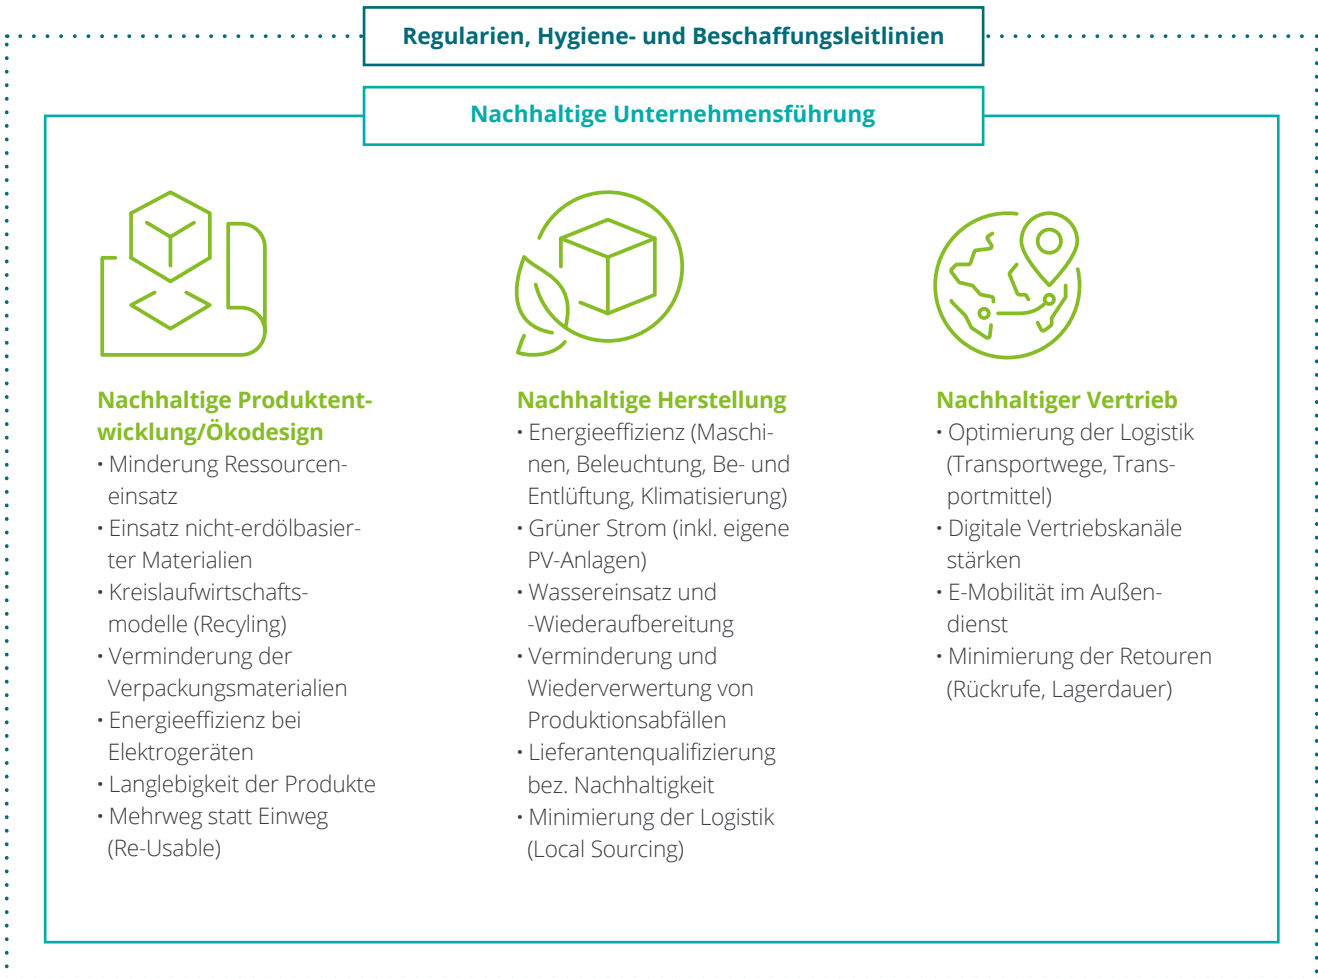 Regularien, Hygiene- und Beschaffungsleitlinien
Nachhaltige Unternehmensführung
Nachhaltige Produktent-
wicklung/Ökodesign
• Minderung Ressourcen-
einsatz
• Einsatz nicht-erdölbasier-
ter Materialien
• Kreislaufwirtschafts-
modelle (Recyling)
• Verminderung der
Verpackungsmaterialien
• Energieeffizienz bei
Elektrogeräten
• Langlebigkeit der Produkte
• Mehrweg statt Einweg
(Re-Usable)
Nachhaltige Herstellung
• Energieeffizienz (Maschi-
nen, Beleuchtung, Be- und
Entlüftung, Klimatisierung)
• Grüner Strom (inkl. eigene
PV-Anlagen)
• Wassereinsatz und
-Wiederaufbereitung
• Verminderung und
Wiederverwertung von
Produktionsabfällen
• Lieferantenqualifizierung
bez. Nachhaltigkeit
• Minimierung der Logistik
(Local Sourcing)
Nachhaltiger Vertrieb
• Optimierung der Logistik
(Transportwege, Trans-
portmittel)
• Digitale Vertriebskanäle
stärken
• E-Mobilität im Außen-
dienst
• Minimierung der Retouren
(Rückrufe, Lagerdauer)